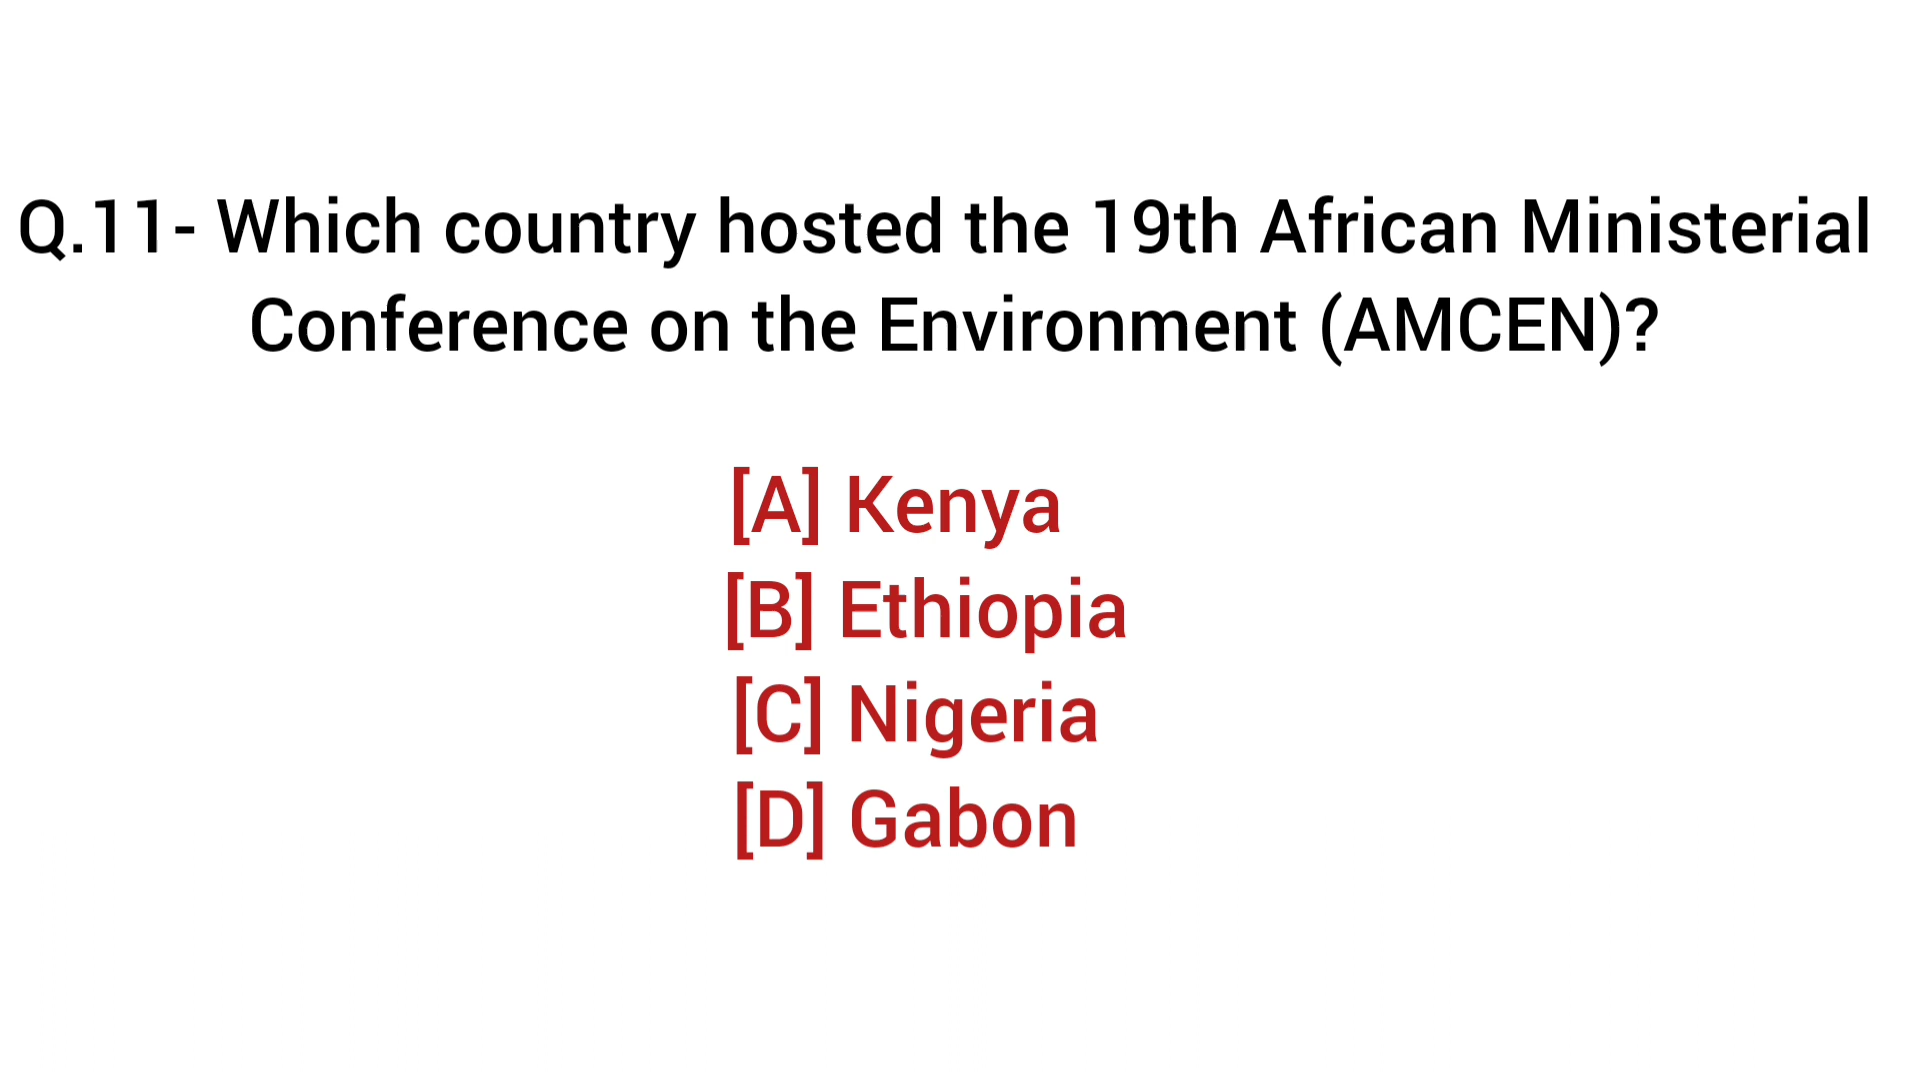 Q.11- Which country hosted the 19th African Ministerial
Conference on the Environment (AMCEN)?
[A] Kenya
[B] Ethiopia
[C] Nigeria
[D] Gabon